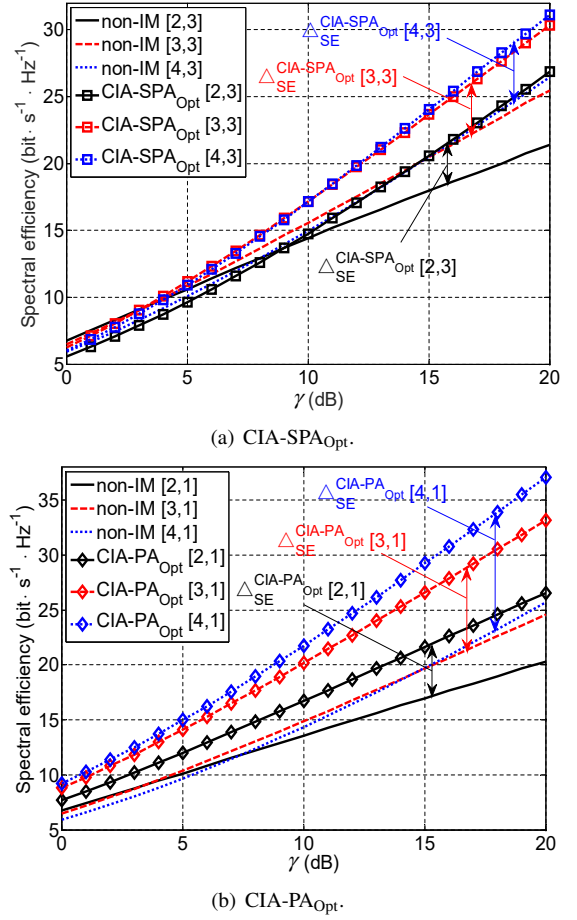 non-IM [2,3]
non-IM [3,3]
non-IM [4,3]
CIA-SPA_Opt [2,3]
CIA-SPA_Opt [3,3]
CIA-SPA_Opt [4,3]
△_SE^CIA-SPA_Opt [4,3]
△_SE^CIA-SPA_Opt [3,3]
△_SE^CIA-SPA_Opt [2,3]
Spectral efficiency (bit· s⁻¹ · Hz⁻¹)
30
25
20
15
10
5
0 5 10 15 20
γ (dB)
(a) CIA-SPA_Opt.
non-IM [2,1]
non-IM [3,1]
non-IM [4,1]
CIA-PA_Opt [2,1]
CIA-PA_Opt [3,1]
CIA-PA_Opt [4,1]
△_SE^CIA-PA_Opt [4,1]
△_SE^CIA-PA_Opt [3,1]
△_SE^CIA-PA_Opt [2,1]
Spectral efficiency (bit· s⁻¹ · Hz⁻¹)
35
30
25
20
15
10
5
0 5 10 15 20
γ (dB)
(b) CIA-PA_Opt.